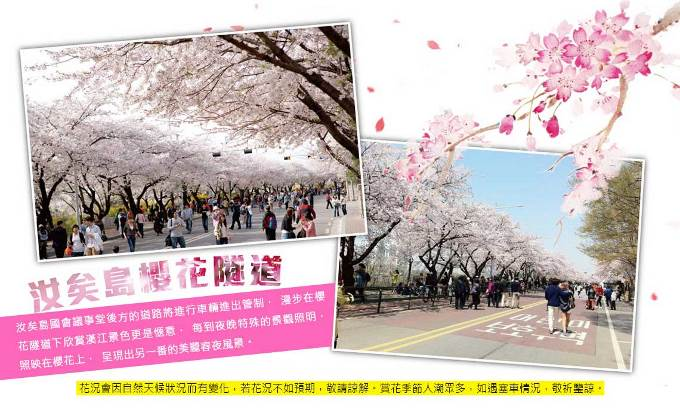 汝矣島櫻花隧道
汝矣島國會議事堂後方的道路將進行車輛進出管制， 漫步在櫻
花隧道下欣賞漢江景色更是愜意， 每到夜晚特殊的景觀照明，
照映在櫻花上， 呈現出另一番的美麗春夜風景。
花況會因自然天候狀況而有變化，若花況不如預期，敬請諒解。賞花季節人潮眾多，如遇塞車情況，敬祈鑒諒。